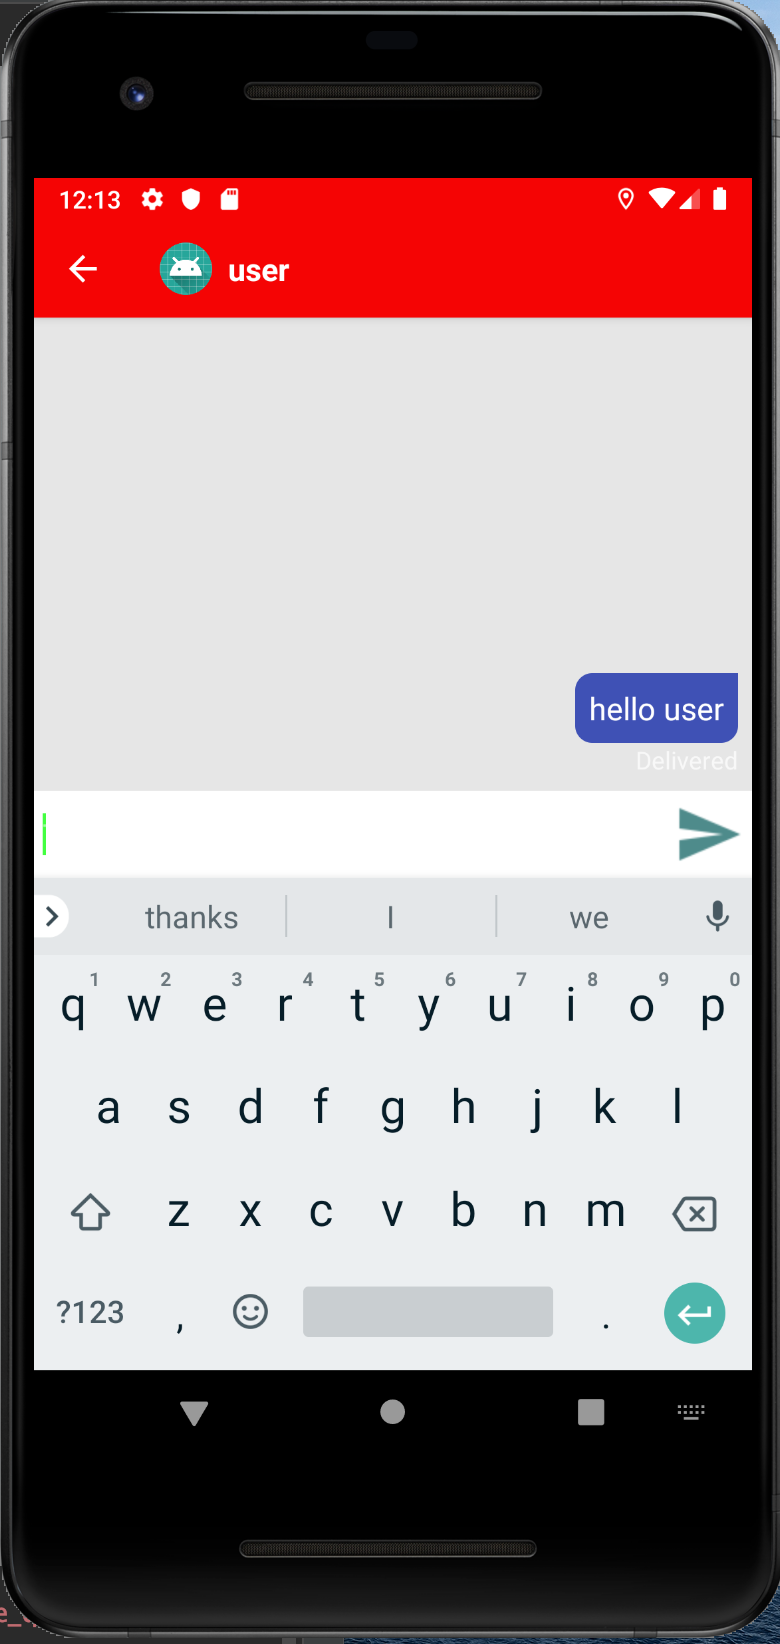 12:13
user
hello user
Delivered
thanks I we
1 2 3 4 5 6 7 8 9 0
q w e r t y u i o p
a s d f g h j k l
z x c v b n m
?123 , .